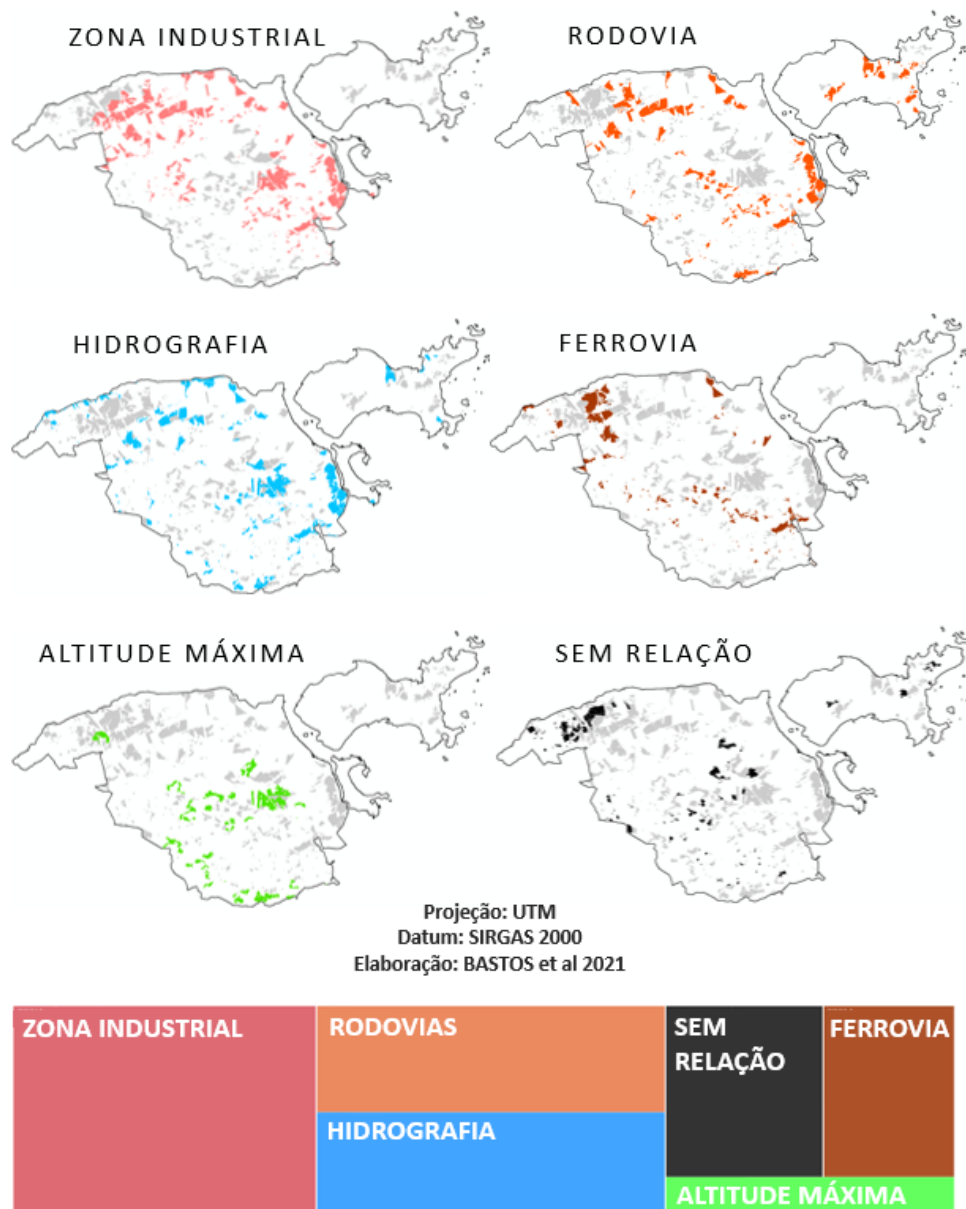 ZONA INDUSTRIAL
RODOVIA
HIDROGRAFIA
FERROVIA
ALTITUDE MÁXIMA
SEM RELAÇÃO
Projeção: UTM
Datum: SIRGAS 2000
Elaboração: BASTOS et al 2021
ZONA INDUSTRIAL
RODOVIAS
HIDROGRAFIA
SEM
RELAÇÃO
FERROVIA
ALTITUDE MÁXIMA